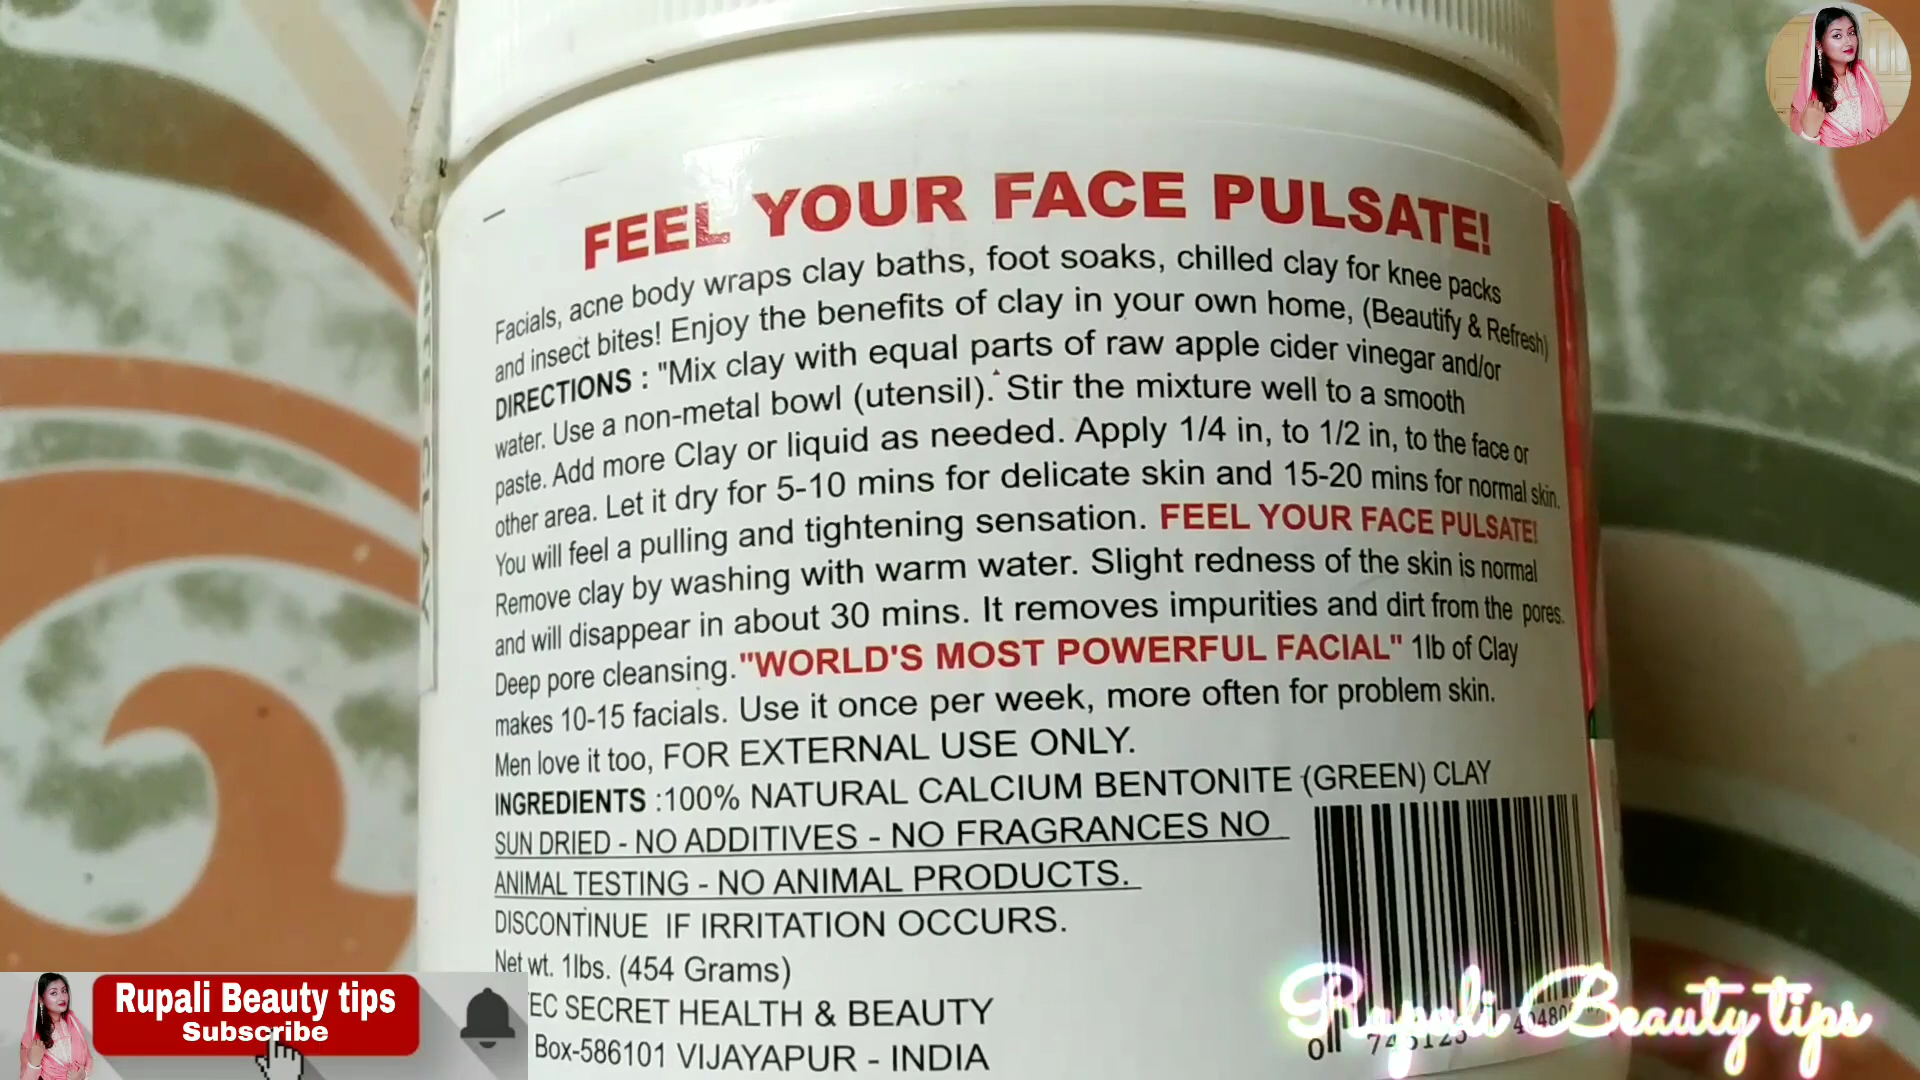 FEEL YOUR FACE PULSATE!
Facials, acne body wraps clay baths, foot soaks, chilled clay for knee packs
and insect bites! Enjoy the benefits of clay in your own home, (Beautify & Refresh)
DIRECTIONS : "Mix clay with equal parts of raw apple cider vinegar and/or
water. Use a non-metal bowl (utensil). Stir the mixture well to a smooth
paste. Add more Clay or liquid as needed. Apply 1/4 in, to 1/2 in, to the face or
other area. Let it dry for 5-10 mins for delicate skin and 15-20 mins for normal skin.
You will feel a pulling and tightening sensation. FEEL YOUR FACE PULSATE!
Remove clay by washing with warm water. Slight redness of the skin is normal
and will disappear in about 30 mins. It removes impurities and dirt from the pores.
Deep pore cleansing. "WORLD'S MOST POWERFUL FACIAL" 1lb of Clay
makes 10-15 facials. Use it once per week, more often for problem skin.
Men love it too, FOR EXTERNAL USE ONLY.
INGREDIENTS :100% NATURAL CALCIUM BENTONITE (GREEN) CLAY
SUN DRIED - NO ADDITIVES - NO FRAGRANCES NO
ANIMAL TESTING - NO ANIMAL PRODUCTS.
DISCONTINUE IF IRRITATION OCCURS.
Net wt. 1lbs. (454 Grams)
EC SECRET HEALTH & BEAUTY
Box-586101 VIJAYAPUR - INDIA
CLAY
Rupali Beauty tips
Subscribe
Rupali Beauty tips